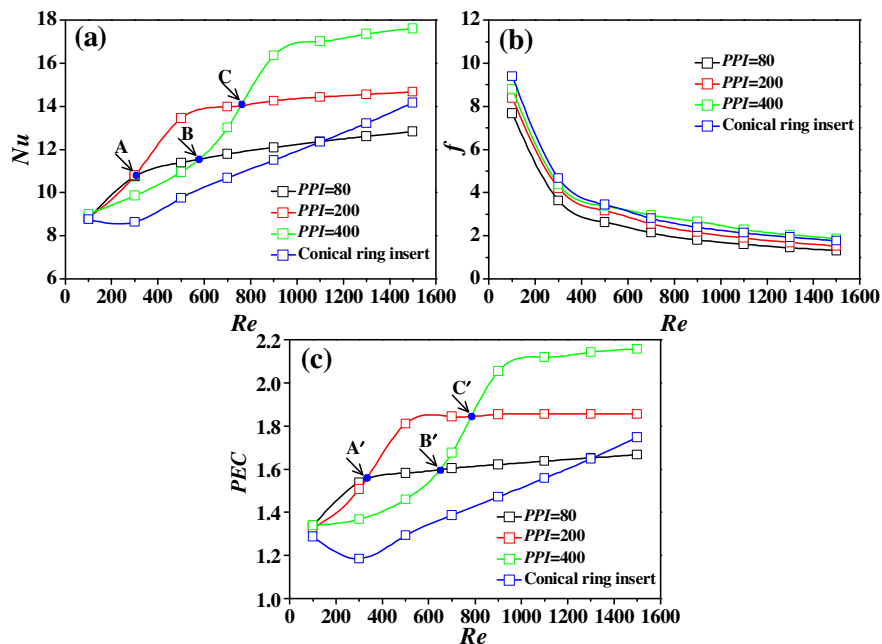 (a)
18
16
14
12
10
8
6
Nu
A
B
C
PPI=80
PPI=200
PPI=400
Conical ring insert
0 200 400 600 800 1000 1200 1400 1600
Re
(b)
12
10
8
6
4
2
0
f
PPI=80
PPI=200
PPI=400
Conical ring insert
0 200 400 600 800 1000 1200 1400 1600
Re
(c)
2.2
2.0
1.8
1.6
1.4
1.2
1.0
PEC
A′
B′
C′
PPI=80
PPI=200
PPI=400
Conical ring insert
0 200 400 600 800 1000 1200 1400 1600
Re